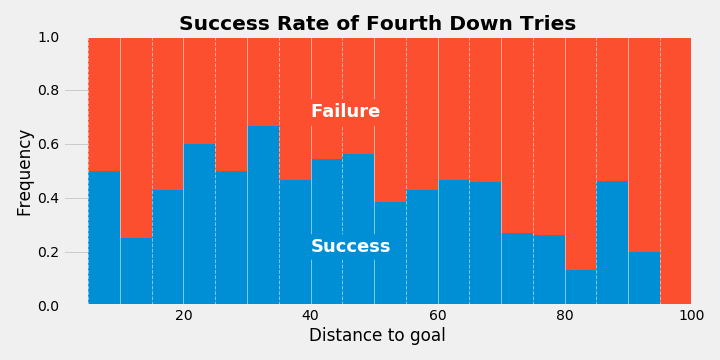 Success Rate of Fourth Down Tries
1.0
0.8
0.6
0.4
0.2
0.0
Frequency
Failure
Success
20 40 60 80 100
Distance to goal